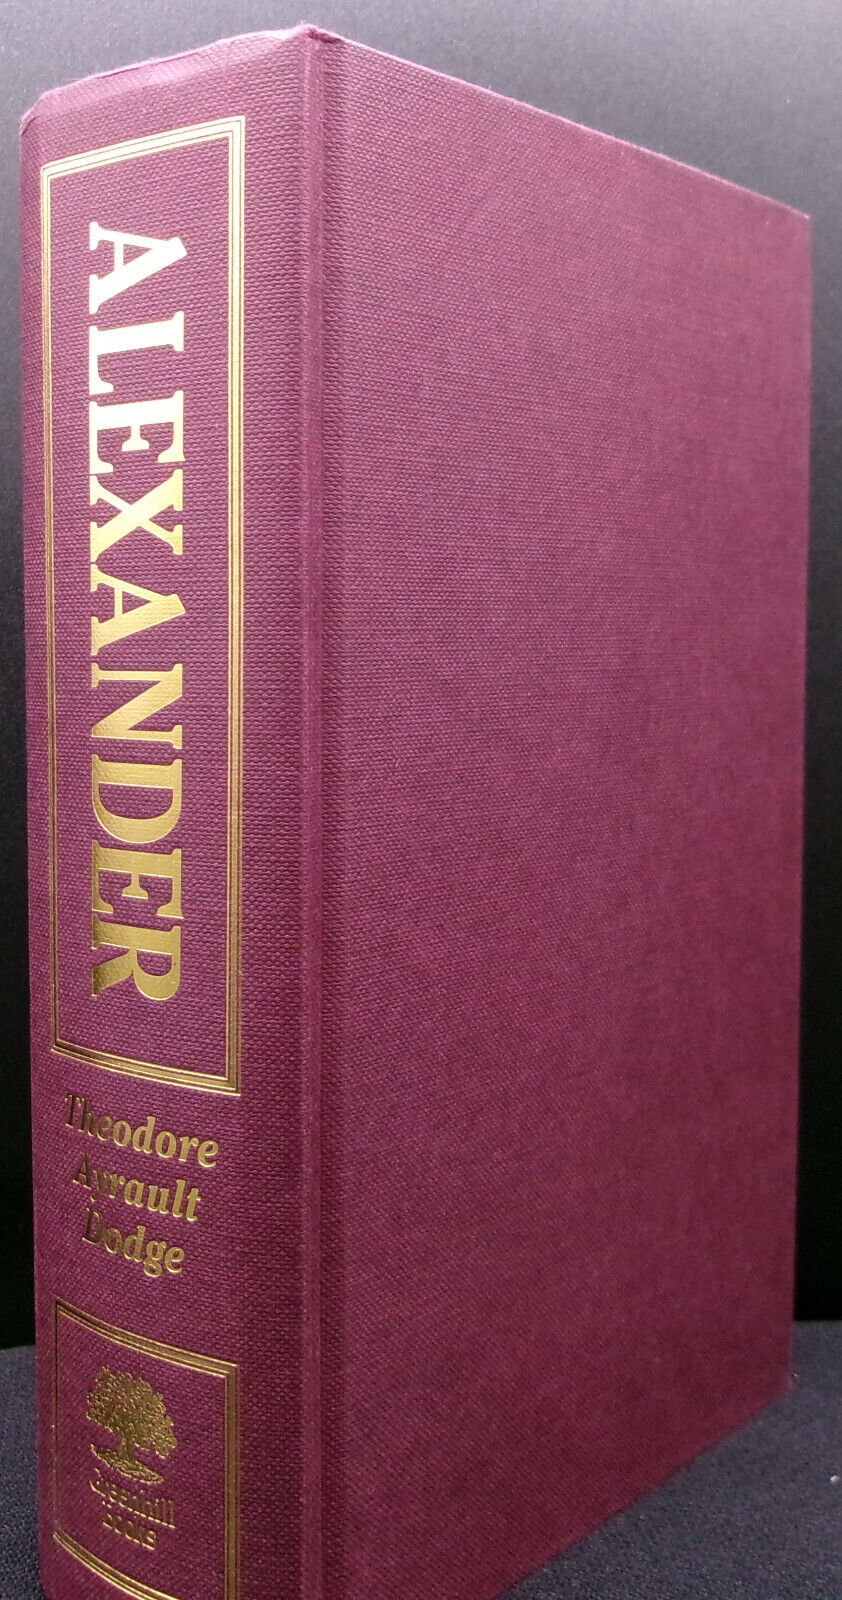 ALEXANDER
Theodore
Ayrault
Dodge
Greenhill
Books